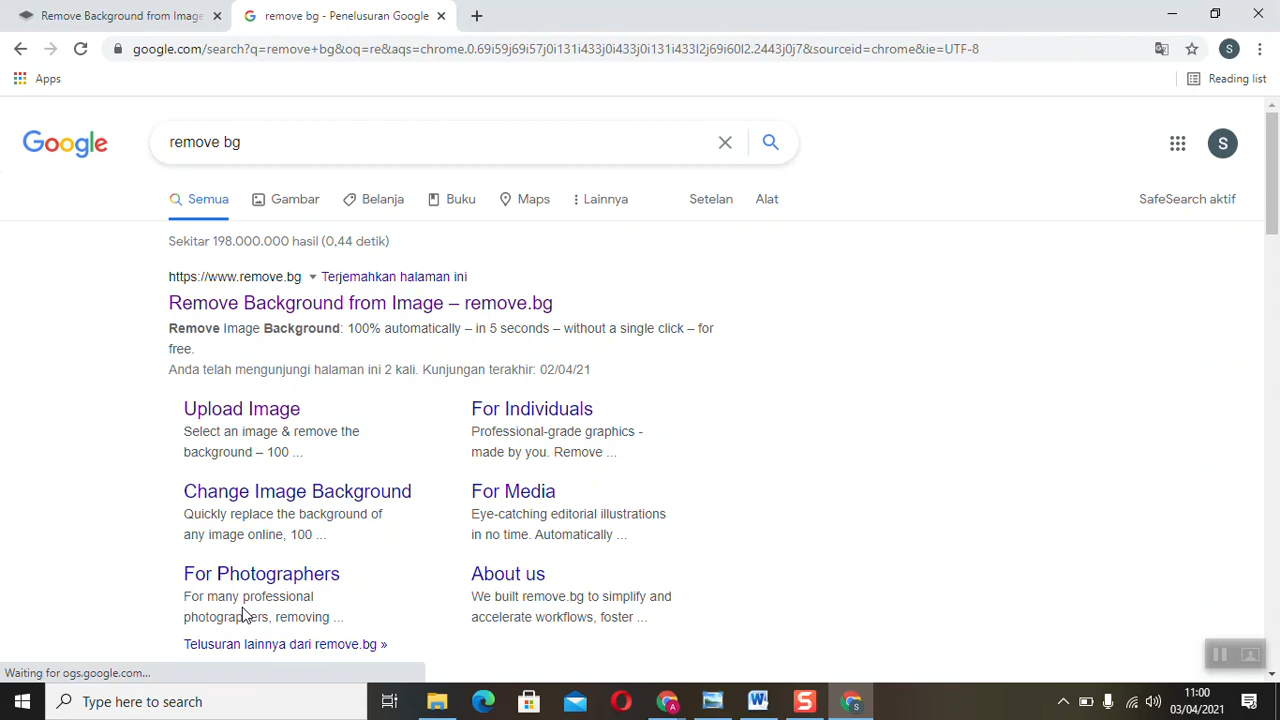 Remove Background from Image
remove bg - Penelusuran Google
google.com/search?q=remove+bg&oq=re&aqs=chrome.0.69i59j69i57j0i131i433j0i433j0i131i433l2j69i60l2.2443j0j7&sourceid=chrome&ie=UTF-8
S
Apps
Reading list
Google
remove bg
S
Semua
Gambar
Belanja
Buku
Maps
Lainnya
Setelan
Alat
SafeSearch aktif
Sekitar 198.000.000 hasil (0,44 detik)
https://www.remove.bg Terjemahkan halaman ini
Remove Background from Image – remove.bg
Remove Image Background: 100% automatically – in 5 seconds – without a single click – for
free.
Anda telah mengunjungi halaman ini 2 kali. Kunjungan terakhir: 02/04/21
Upload Image
Select an image & remove the
background – 100 ...
For Individuals
Professional-grade graphics -
made by you. Remove ...
Change Image Background
Quickly replace the background of
any image online, 100 ...
For Media
Eye-catching editorial illustrations
in no time. Automatically ...
For Photographers
For many professional
photographers, removing ...
About us
We built remove.bg to simplify and
accelerate workflows, foster ...
Telusuran lainnya dari remove.bg »
Waiting for ogs.google.com...
Type here to search
11:00
03/04/2021